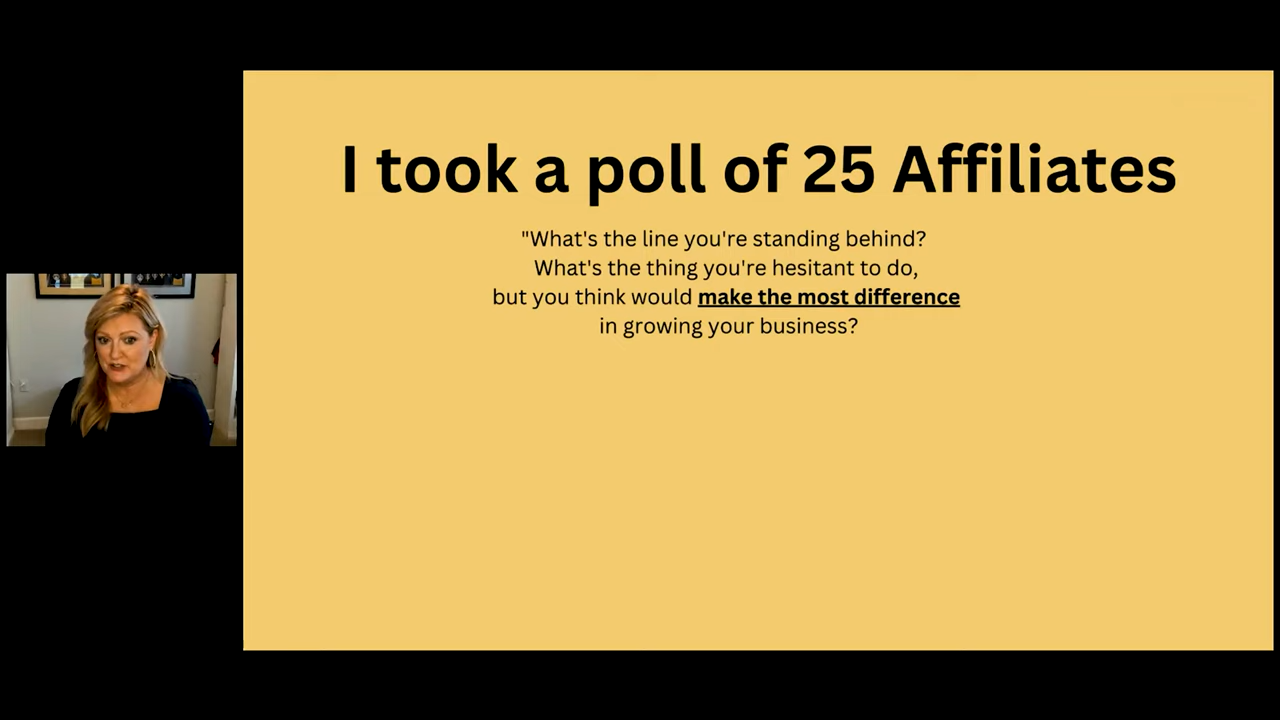 I took a poll of 25 Affiliates
"What's the line you're standing behind?
What's the thing you're hesitant to do,
but you think would make the most difference
in growing your business?